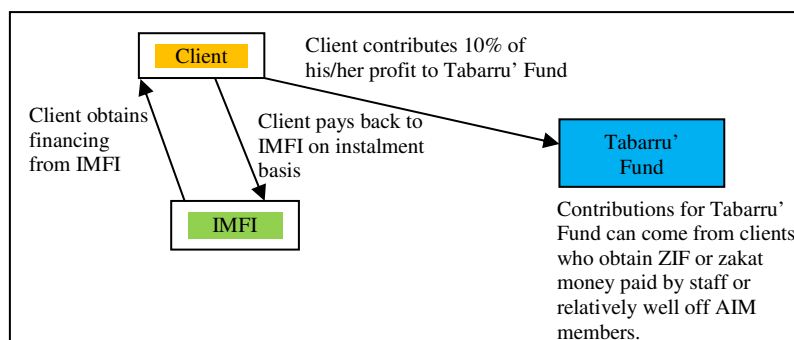 Client
Client contributes 10% of
his/her profit to Tabarru’ Fund
Client obtains
financing
from IMFI
Client pays back to
IMFI on instalment
basis
Tabarru’
Fund
IMFI
Contributions for Tabarru’
Fund can come from clients
who obtain ZIF or zakat
money paid by staff or
relatively well off AIM
members.